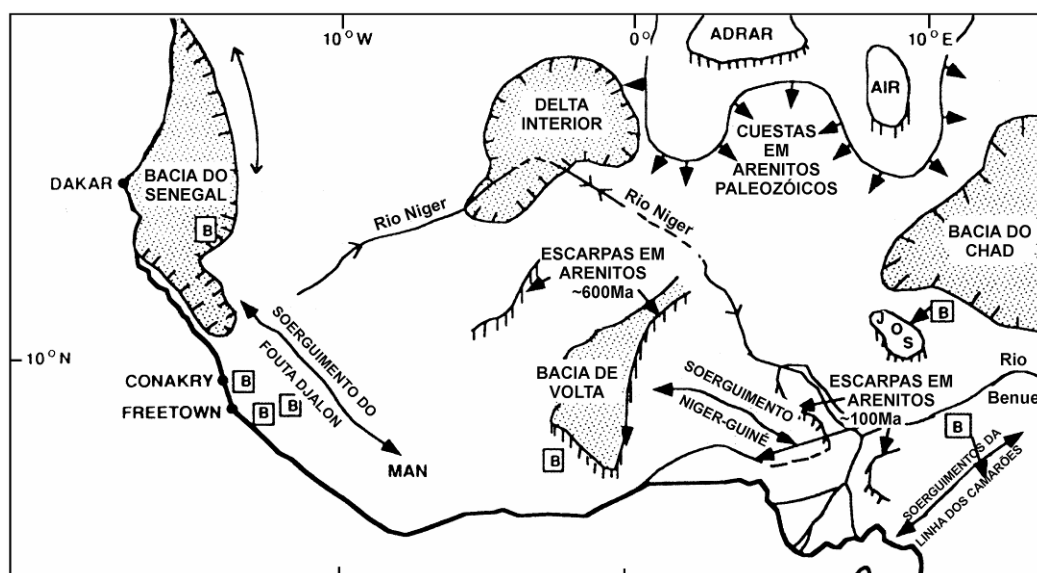 10°W
0°
10°E
ADRAR
AIR
DELTA
INTERIOR
CUESTAS
EM
ARENITOS
PALEOZÓICOS
DAKAR
BACIA DO
SENEGAL
B
Rio Niger
Rio Niger
BACIA DO
CHAD
ESCARPAS EM
ARENITOS
~600Ma
B
JOS
SOERGUIMENTO DO
FOUTA DJALON
10°N
Rio
Benue
CONAKRY
B
FREETOWN
B
B
BACIA DE
VOLTA
SOERGUIMENTO
NIGER-GUINÉ
ESCARPAS EM
ARENITOS
~100Ma
B
MAN
B
SOERGUIMENTOS DA
LINHA DOS CAMARÕES